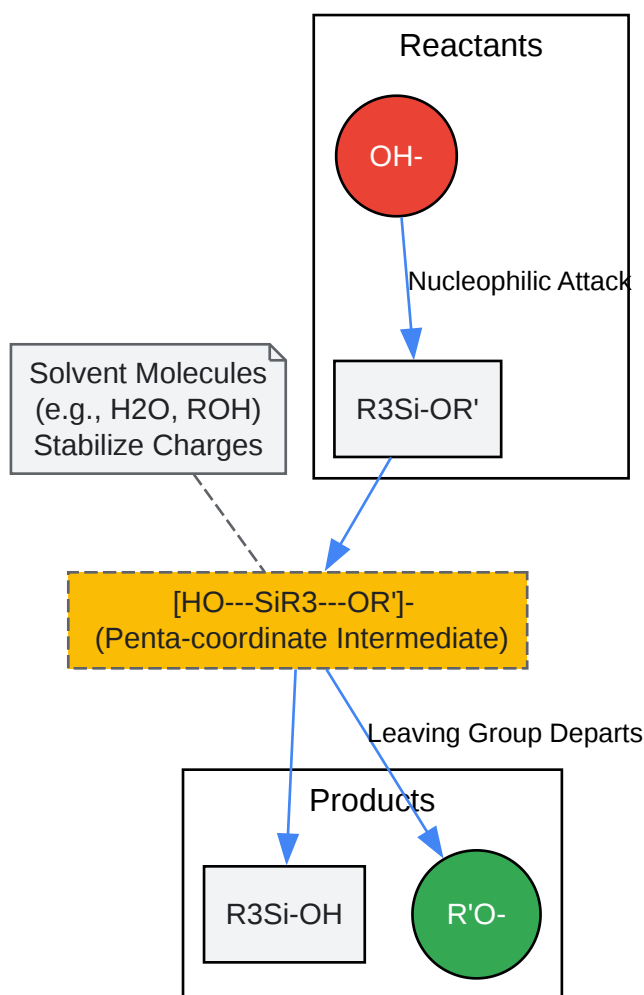 Reactants
OH-
Nucleophilic Attack
R3Si-OR'
Solvent Molecules
(e.g., H2O, ROH)
Stabilize Charges
[HO---SiR3---OR']-
(Penta-coordinate Intermediate)
Leaving Group Departs
Products
R3Si-OH
R'O-